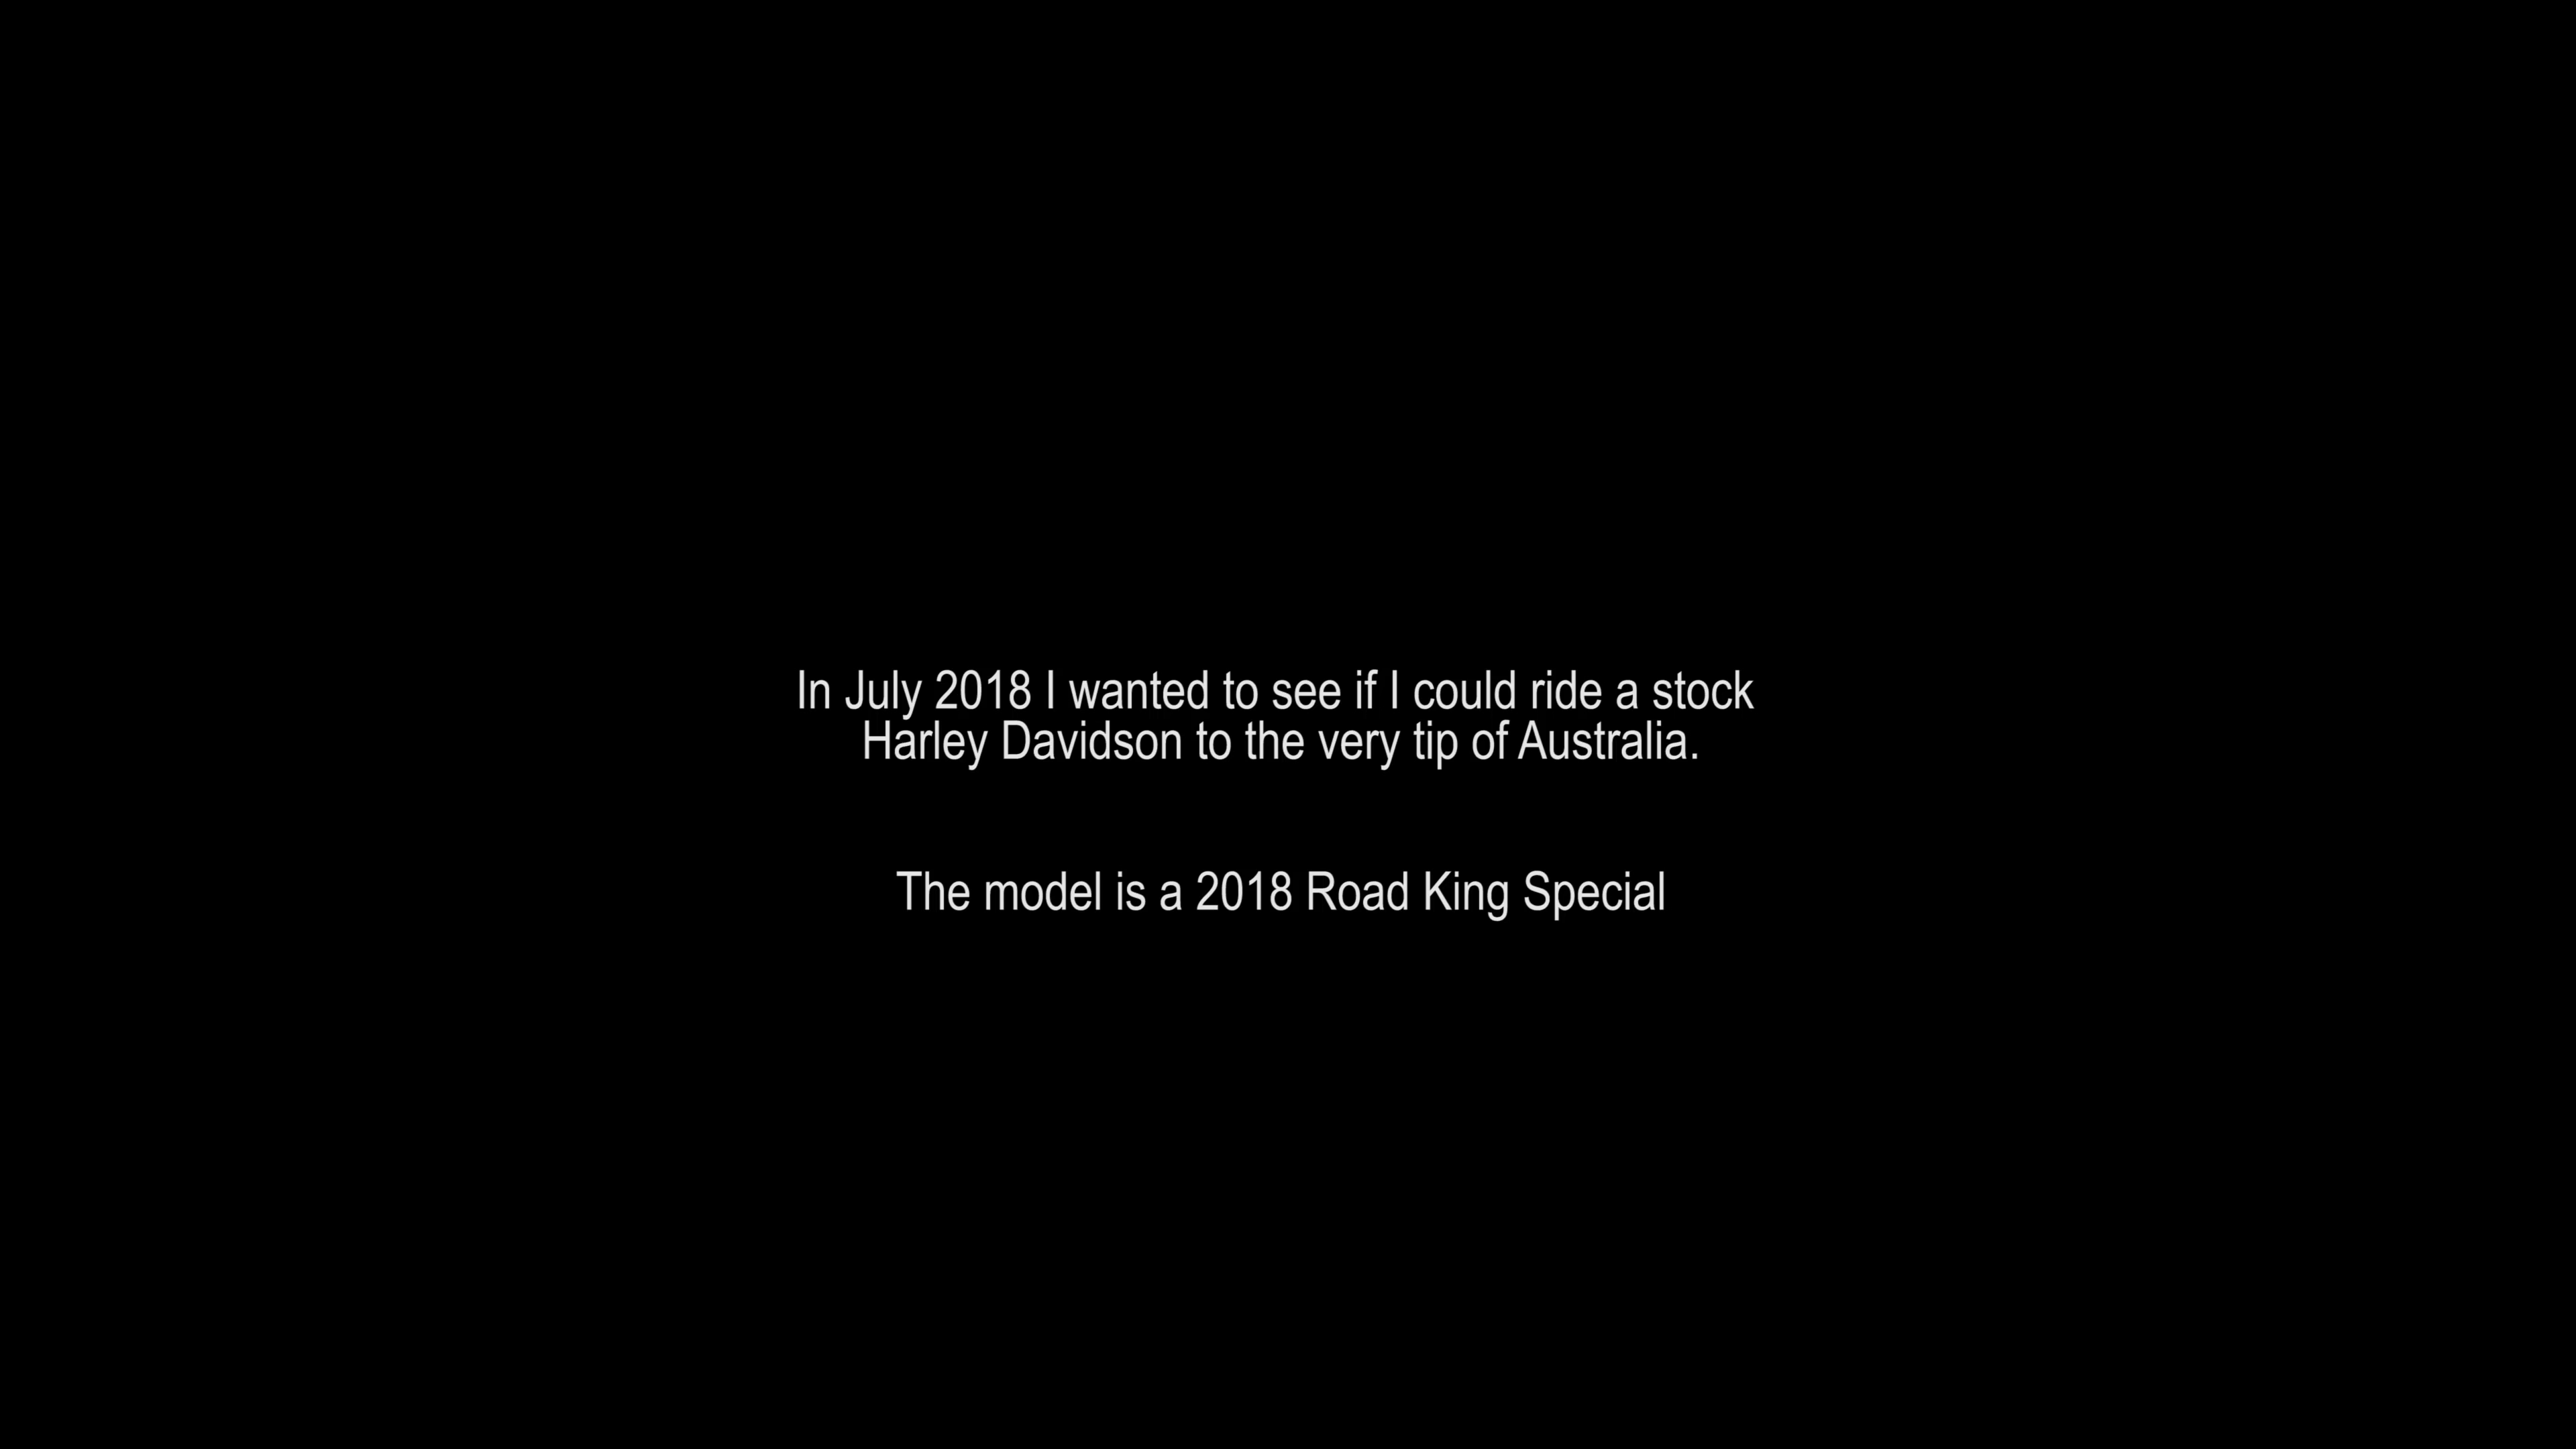 In July 2018 I wanted to see if I could ride a stock
Harley Davidson to the very tip of Australia.
The model is a 2018 Road King Special